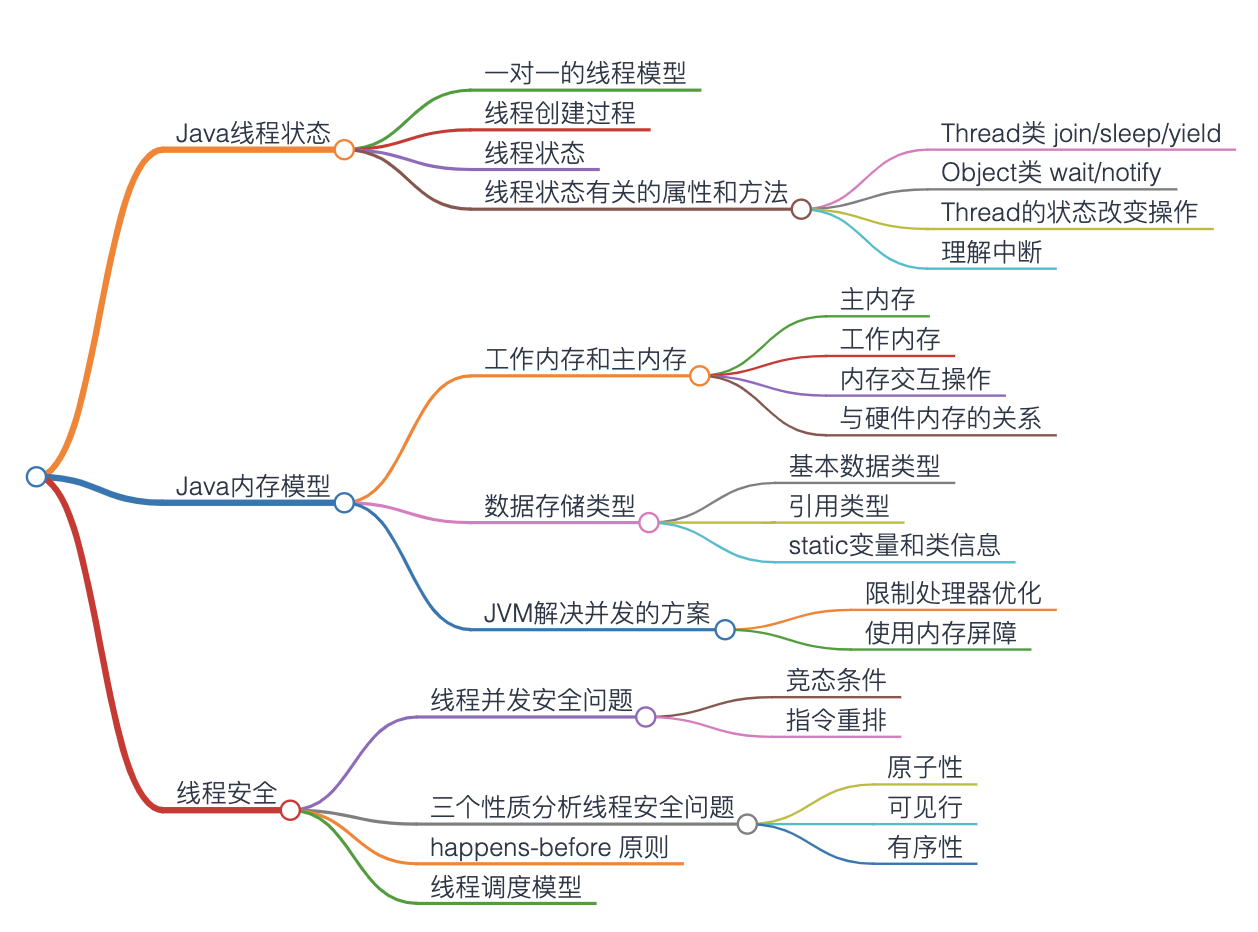 Java线程状态
一对一的线程模型
线程创建过程
线程状态
线程状态有关的属性和方法
Thread类 join/sleep/yield
Object类 wait/notify
Thread的状态改变操作
理解中断
Java内存模型
工作内存和主内存
主内存
工作内存
内存交互操作
与硬件内存的关系
数据存储类型
基本数据类型
引用类型
static变量和类信息
JVM解决并发的方案
限制处理器优化
使用内存屏障
线程安全
线程并发安全问题
竞态条件
指令重排
三个性质分析线程安全问题
原子性
可见行
有序性
happens-before 原则
线程调度模型